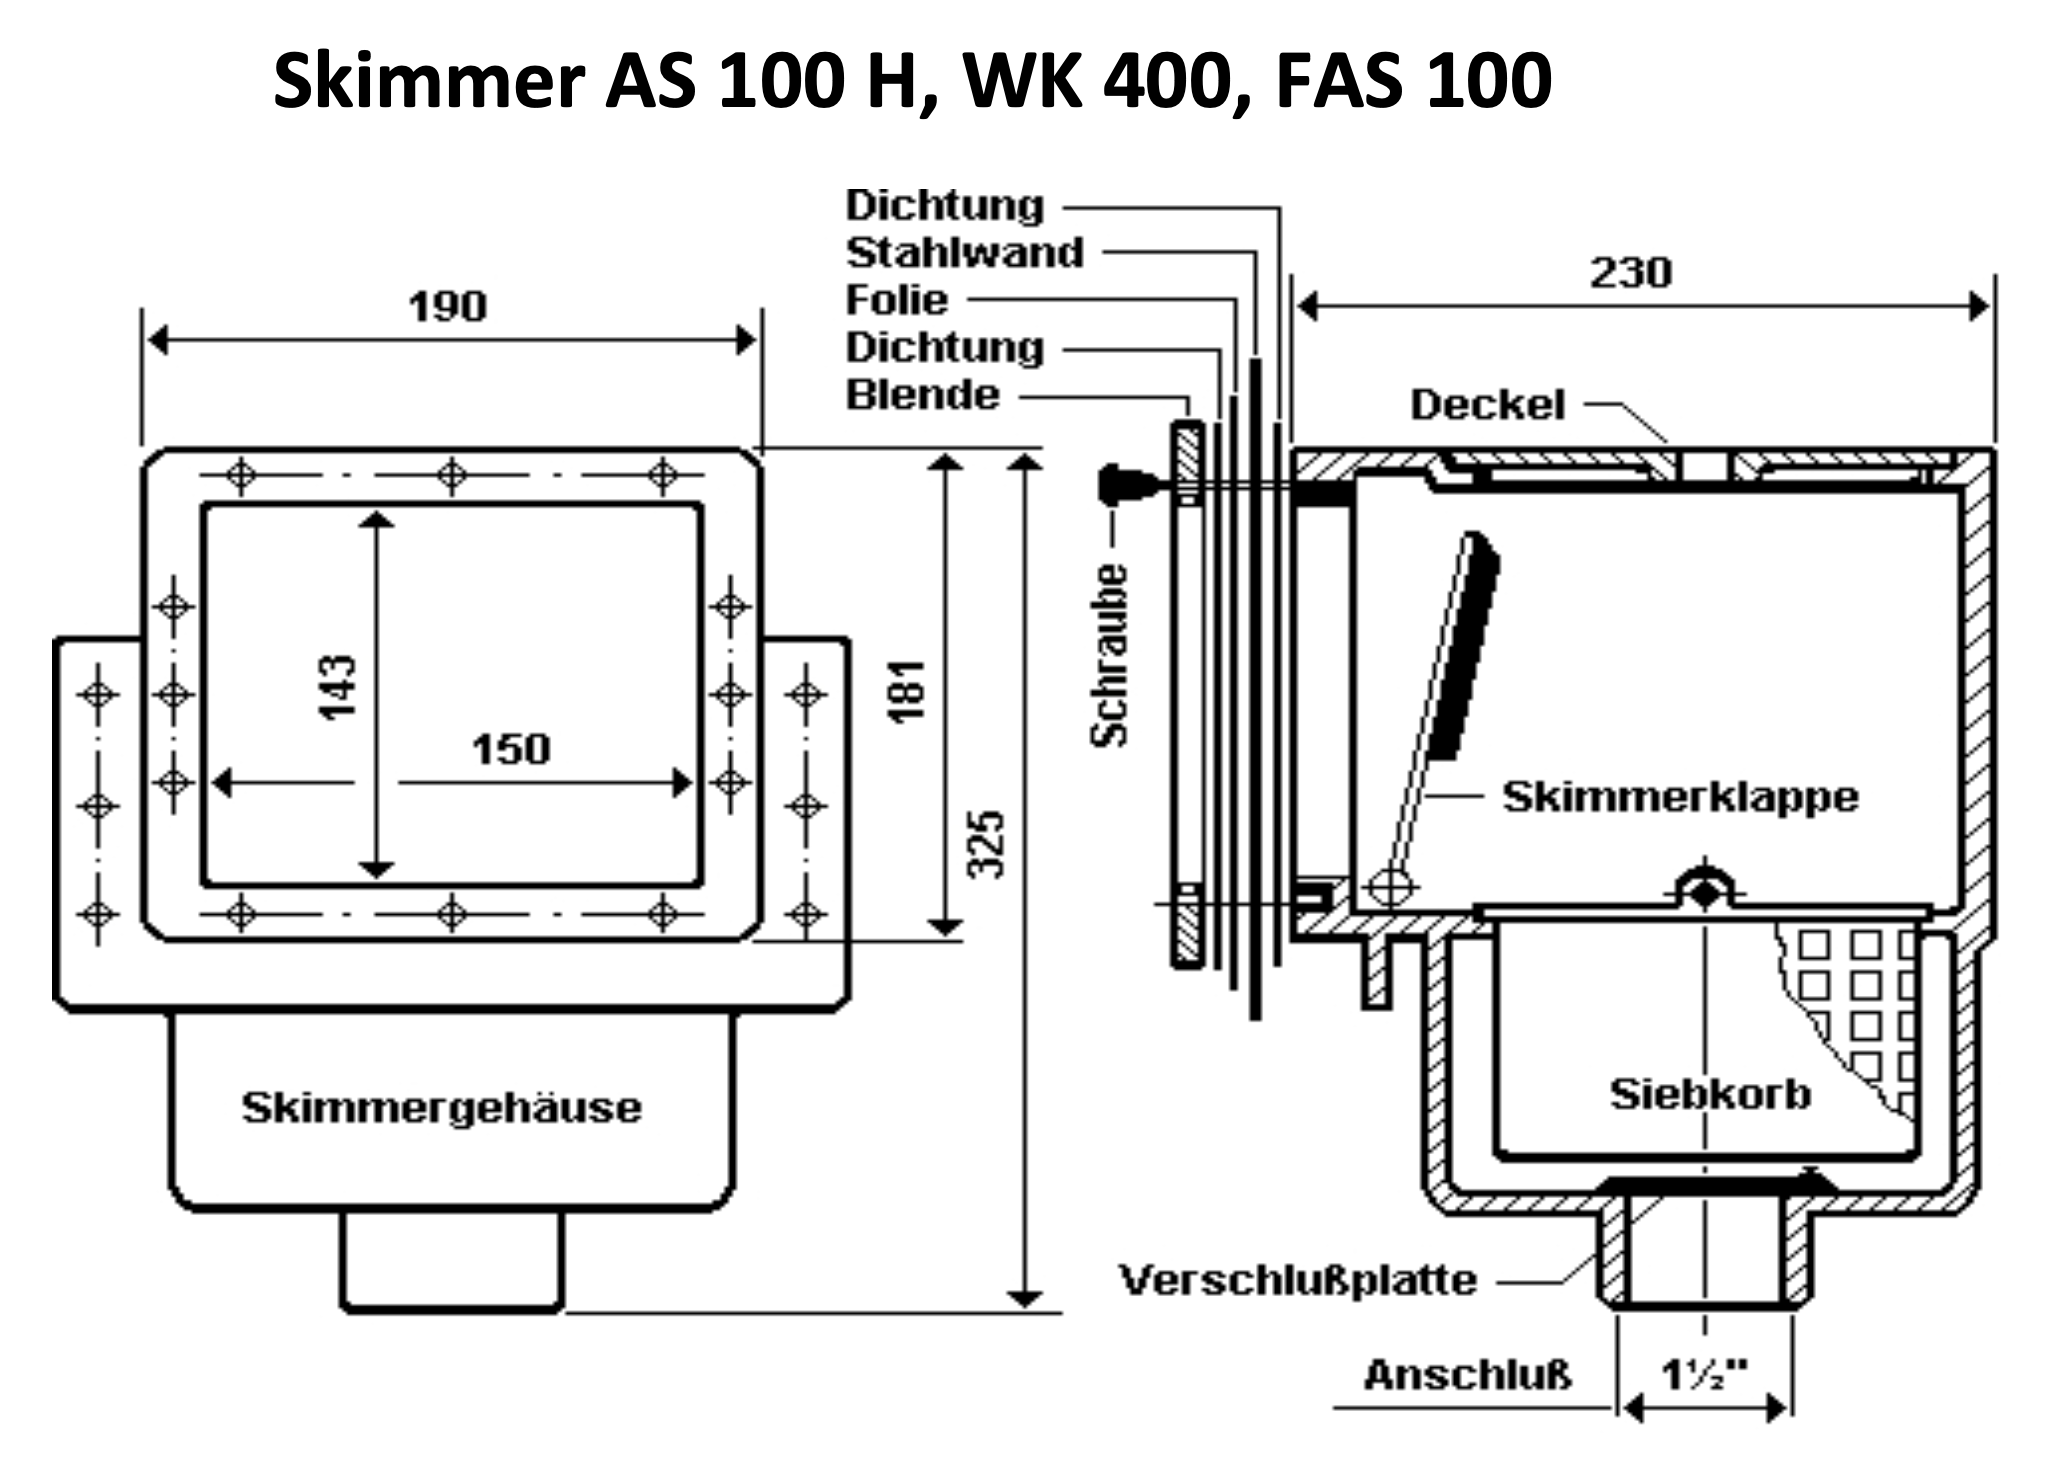 Skimmer AS 100 H, WK 400, FAS 100
Dichtung
Stahlwand
Folie
Dichtung
Blende
190
230
Deckel
Schraube
143
150
181
325
Skimmerklappe
Skimmergehäuse
Siebkorb
Verschlußplatte
Anschluß
1½"